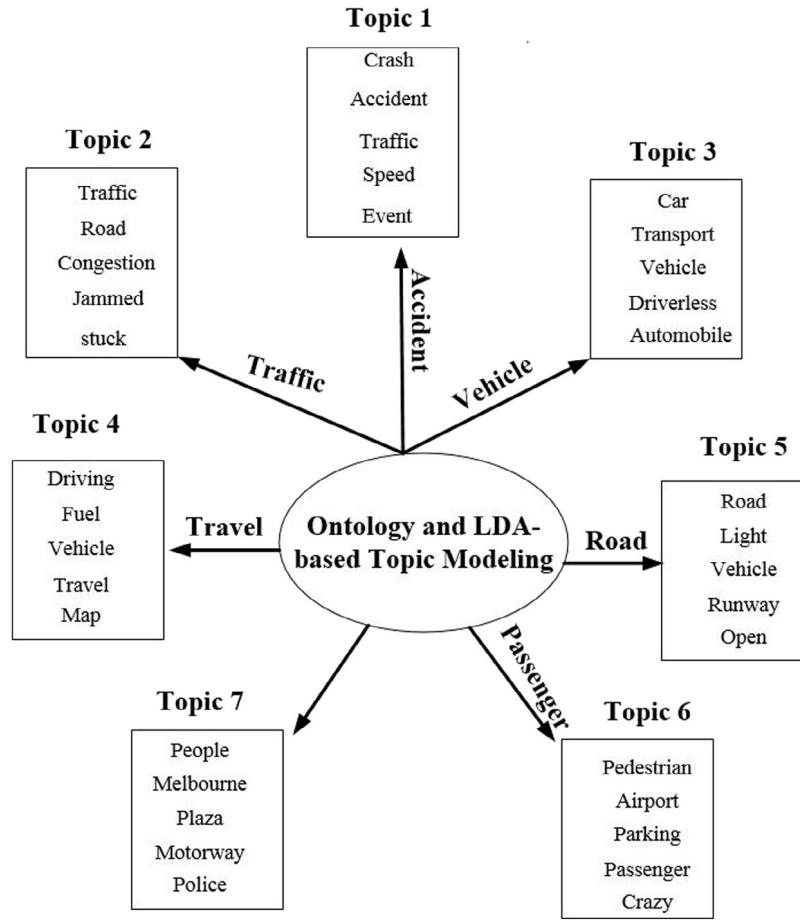 Topic 1
Crash
Accident
Traffic
Speed
Event
Topic 2
Traffic
Road
Congestion
Jammed
stuck
Topic 3
Car
Transport
Vehicle
Driverless
Automobile
Accident
Traffic
Vehicle
Topic 4
Driving
Fuel
Vehicle
Travel
Map
Travel
Ontology and LDA-
based Topic Modeling
Road
Topic 5
Road
Light
Vehicle
Runway
Open
Passenger
Topic 7
People
Melbourne
Plaza
Motorway
Police
Topic 6
Pedestrian
Airport
Parking
Passenger
Crazy